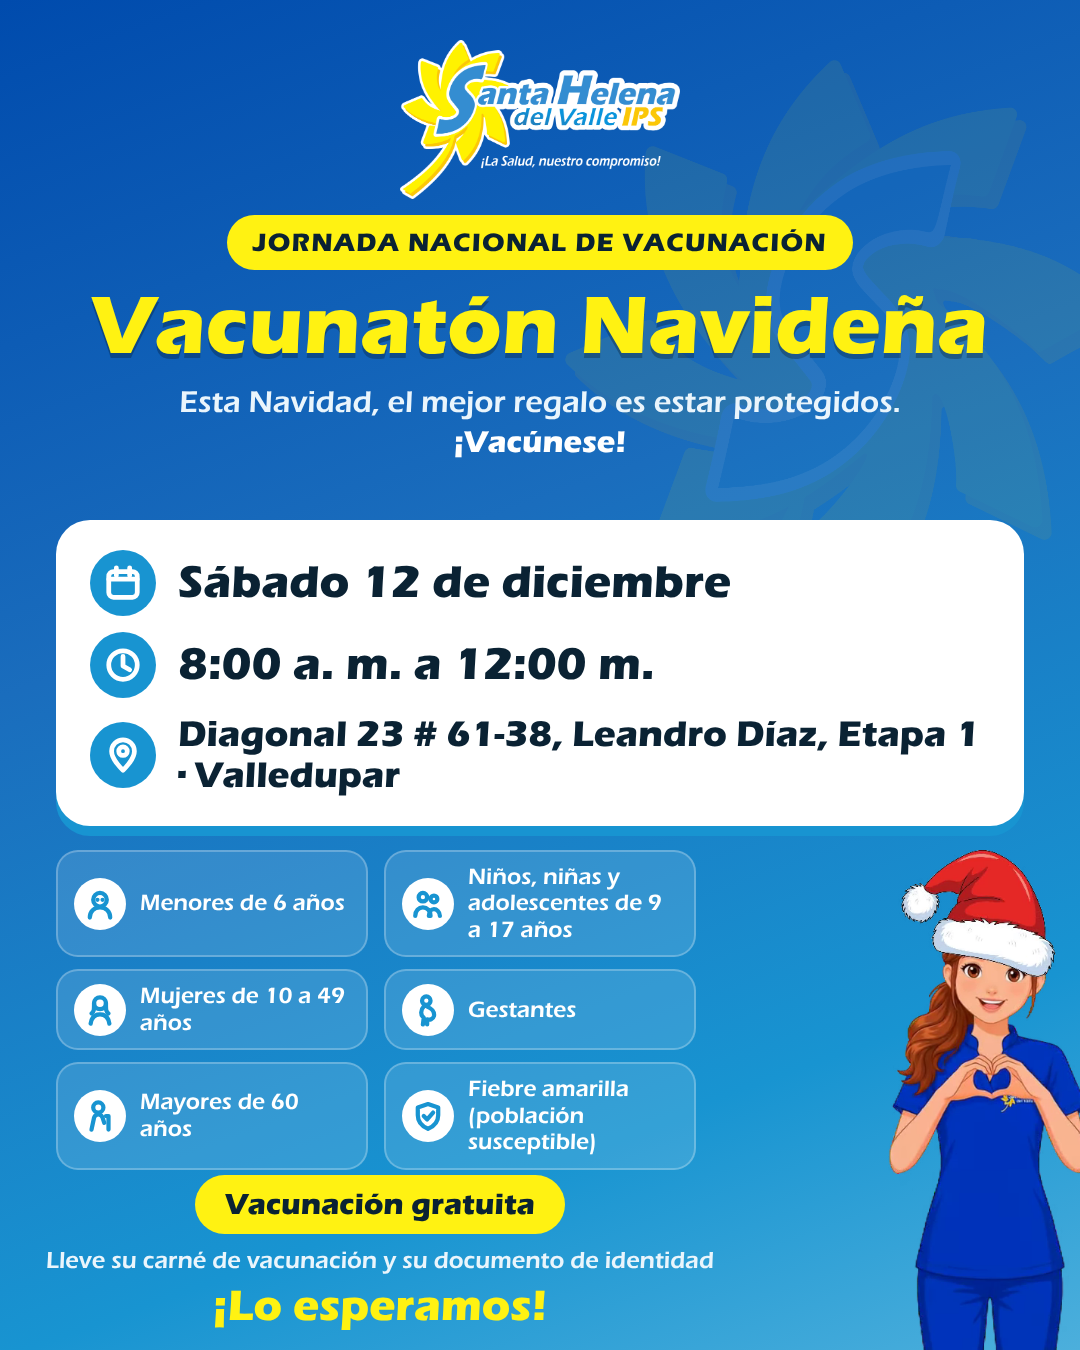 Santa Helena
del Valle IPS
¡La Salud, nuestro compromiso!
JORNADA NACIONAL DE VACUNACIÓN
Vacunatón Navideña
Esta Navidad, el mejor regalo es estar protegidos.
¡Vacúnese!
Sábado 12 de diciembre
8:00 a. m. a 12:00 m.
Diagonal 23 # 61-38, Leandro Díaz, Etapa 1
· Valledupar
Menores de 6 años
Niños, niñas y
adolescentes de 9
a 17 años
Mujeres de 10 a 49
años
Gestantes
Mayores de 60
años
Fiebre amarilla
(población
susceptible)
Vacunación gratuita
Lleve su carné de vacunación y su documento de identidad
¡Lo esperamos!